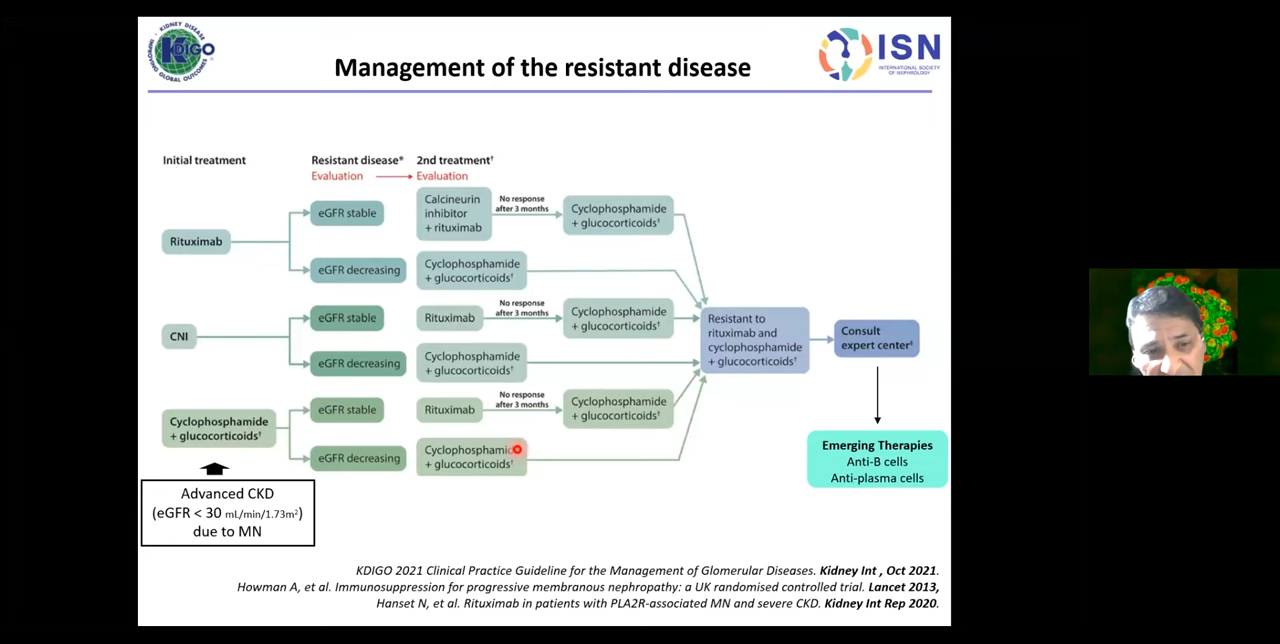 KIDNEY DISEASE
KDIGO
IMPROVING GLOBAL OUTCOMES
Management of the resistant disease
ISN
INTERNATIONAL SOCIETY
OF NEPHROLOGY
Initial treatment
Resistant disease*
2nd treatment†
Evaluation
Evaluation
Rituximab
eGFR stable
Calcineurin
inhibitor
+ rituximab
No response
after 3 months
Cyclophosphamide
+ glucocorticoids†
eGFR decreasing
Cyclophosphamide
+ glucocorticoids†
CNI
eGFR stable
Rituximab
No response
after 3 months
Cyclophosphamide
+ glucocorticoids†
eGFR decreasing
Cyclophosphamide
+ glucocorticoids†
Cyclophosphamide
+ glucocorticoids†
eGFR stable
Rituximab
No response
after 3 months
Cyclophosphamide
+ glucocorticoids†
eGFR decreasing
Cyclophosphami
+ glucocorticoids†
Resistant to
rituximab and
cyclophosphamide
+ glucocorticoids†
Consult
expert center‡
Emerging Therapies
Anti-B cells
Anti-plasma cells
Advanced CKD
(eGFR < 30 mL/min/1.73m²)
due to MN
KDIGO 2021 Clinical Practice Guideline for the Management of Glomerular Diseases. Kidney Int , Oct 2021.
Howman A, et al. Immunosuppression for progressive membranous nephropathy: a UK randomised controlled trial. Lancet 2013,
Hanset N, et al. Rituximab in patients with PLA2R-associated MN and severe CKD. Kidney Int Rep 2020.